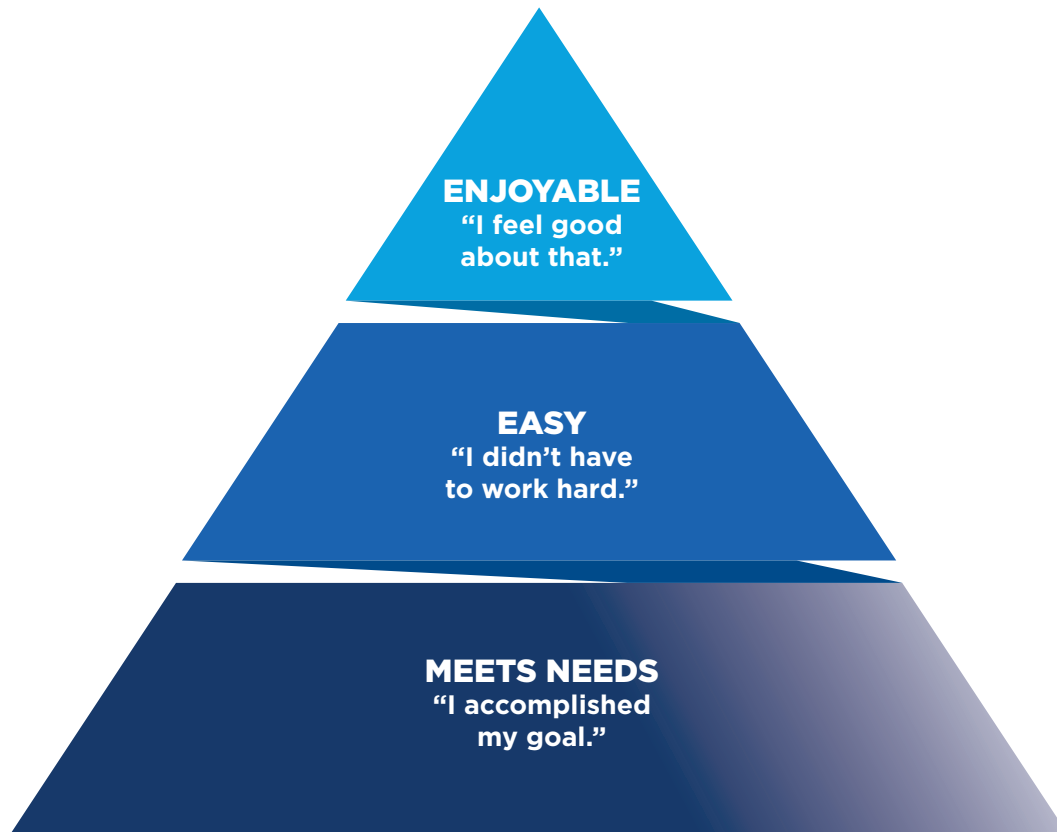 ENJOYABLE
“I feel good
about that.”
EASY
“I didn’t have
to work hard.”
MEETS NEEDS
“I accomplished
my goal.”